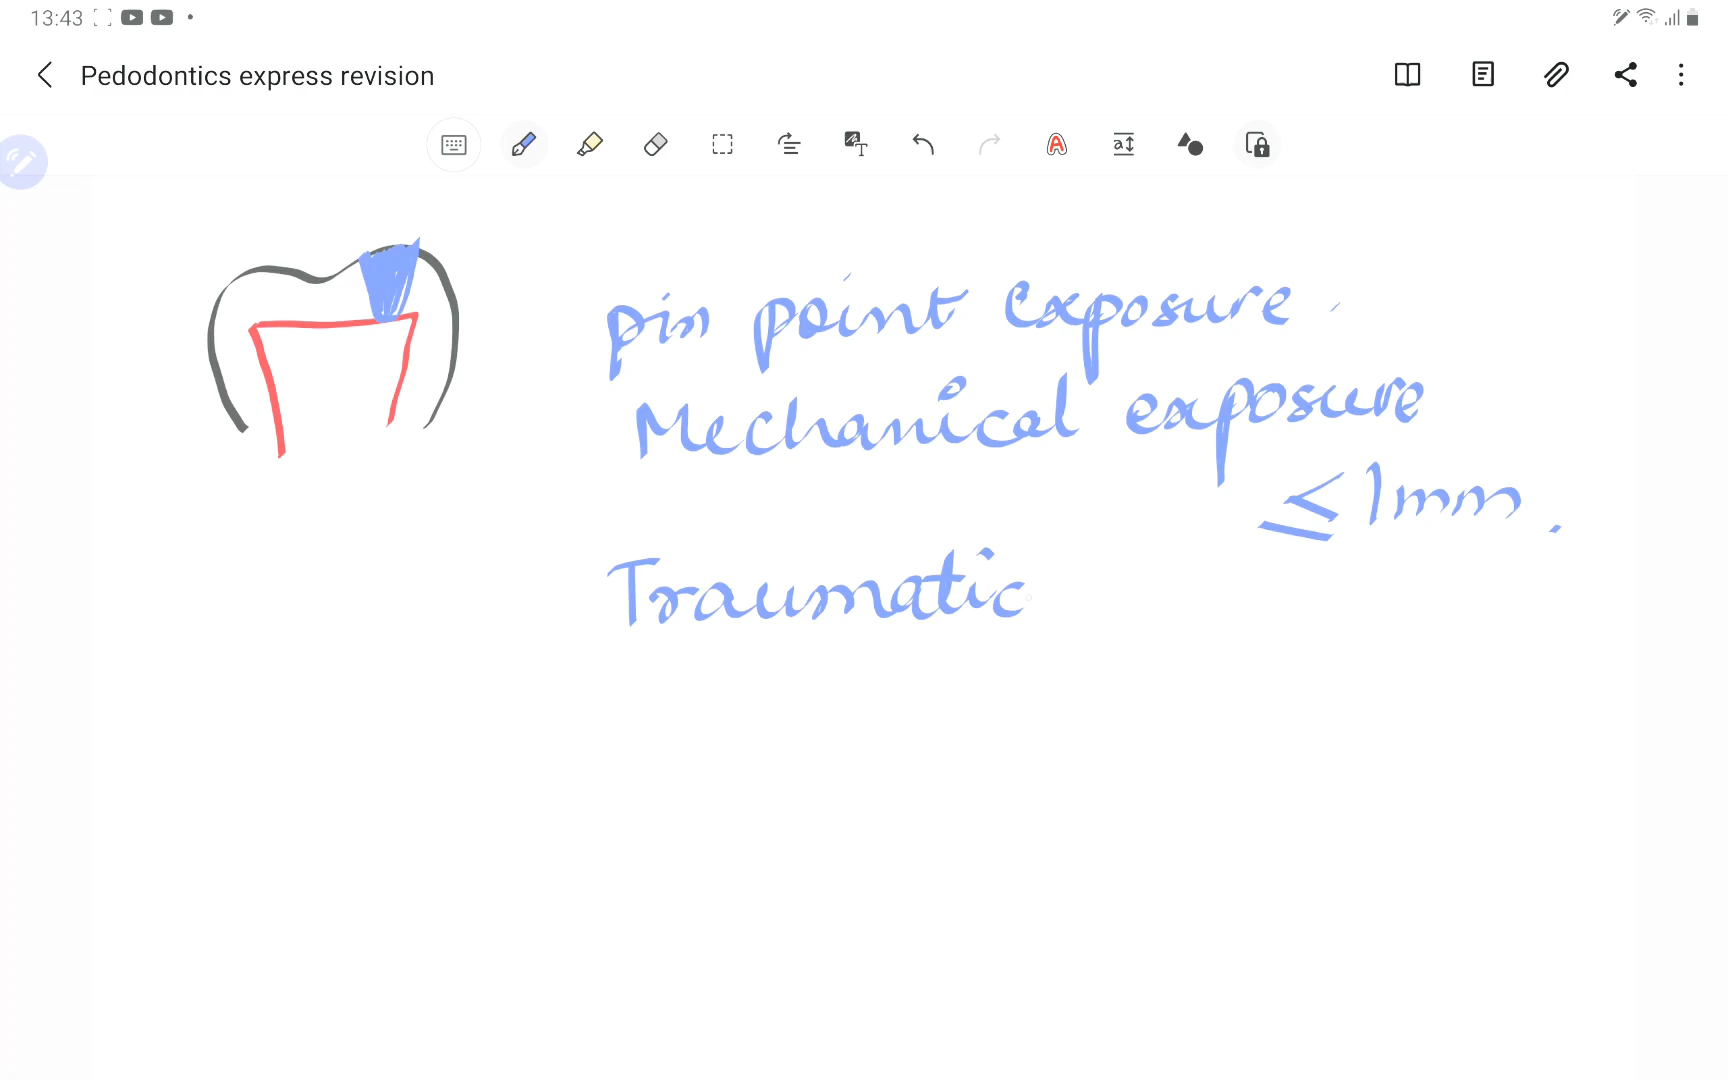 13:43
Pedodontics express revision
pin point exposure.
Mechanical exposure
≤ 1mm.
Traumatic